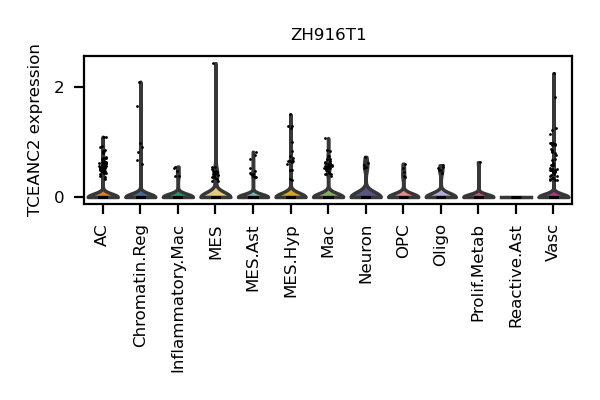 ZH916T1
TCEANC2 expression
2
0
AC
Chromatin.Reg
Inflammatory.Mac
MES
MES.Ast
MES.Hyp
Mac
Neuron
OPC
Oligo
Prolif.Metab
Reactive.Ast
Vasc